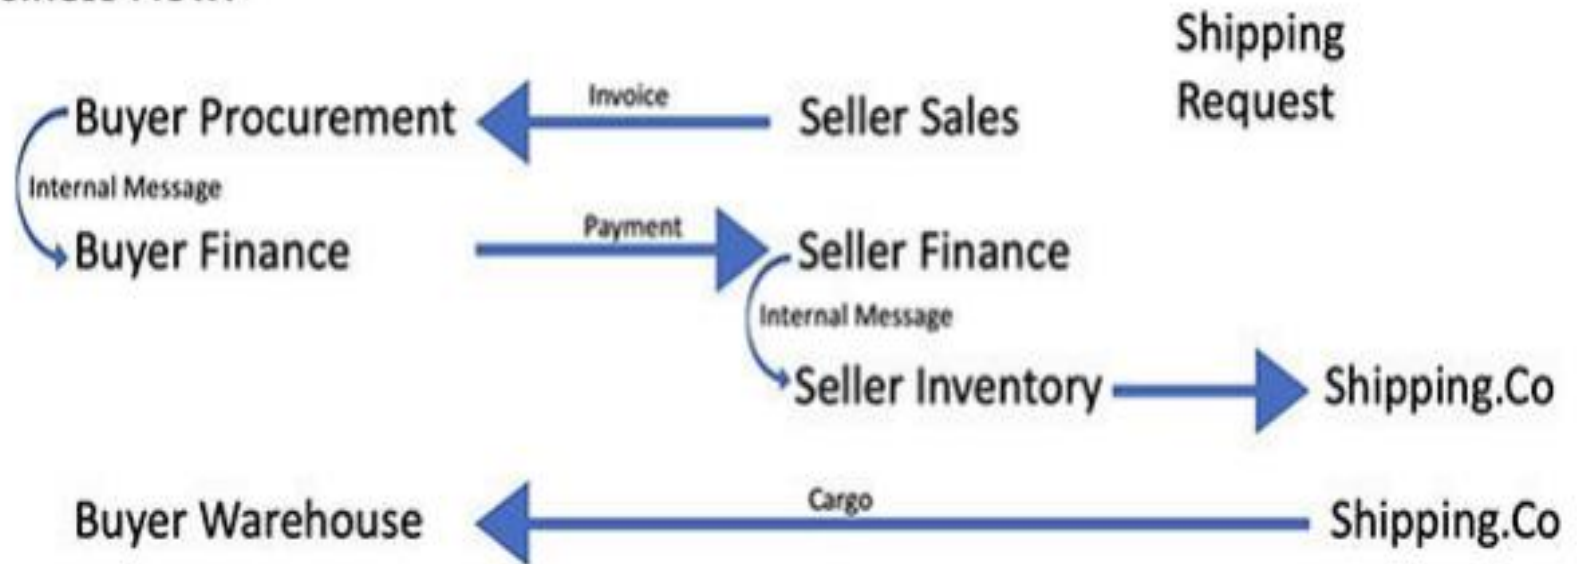 Shipping
Request
Buyer Procurement
Invoice
Seller Sales
Internal Message
Buyer Finance
Payment
Seller Finance
Internal Message
Seller Inventory
Shipping.Co
Buyer Warehouse
Cargo
Shipping.Co